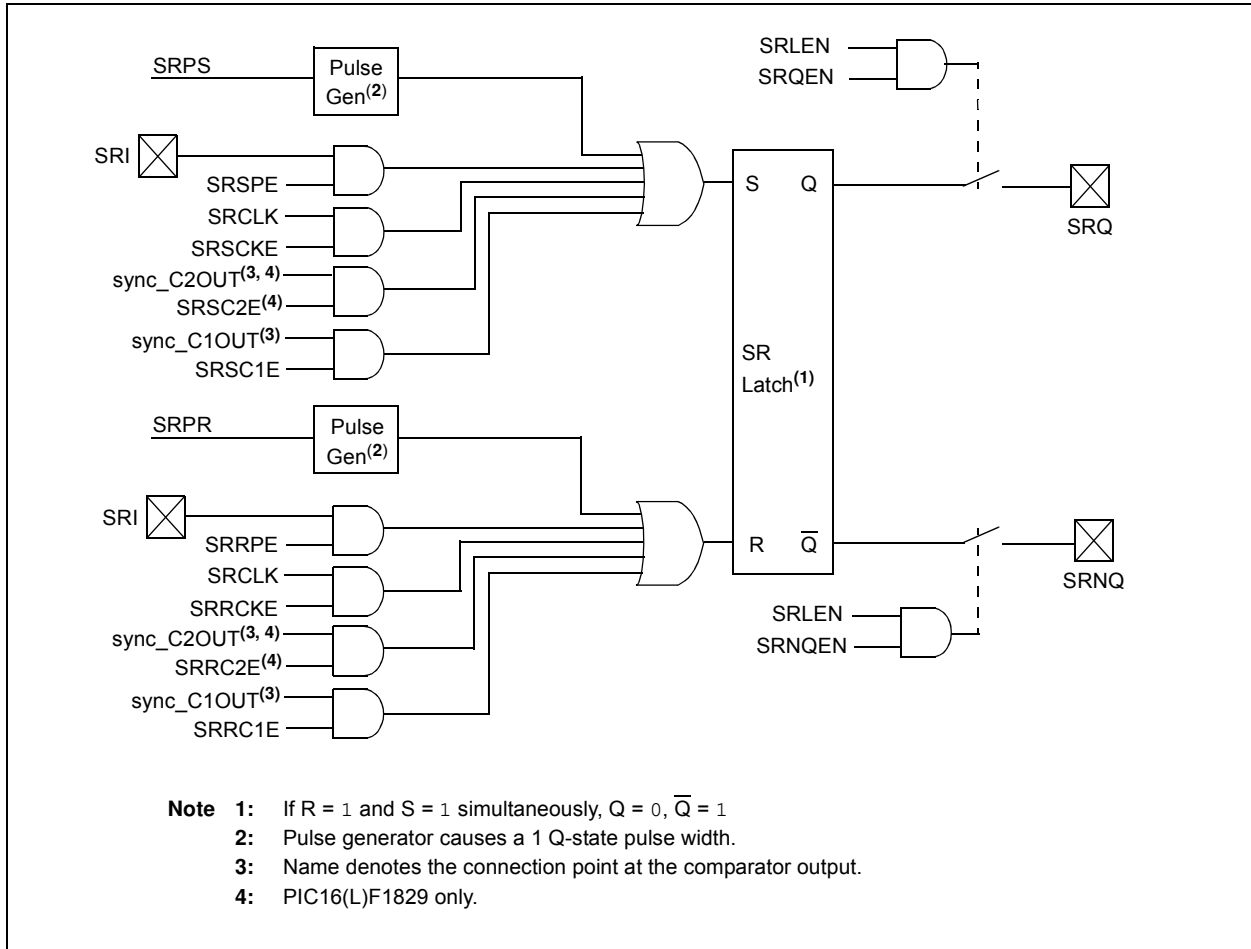 SRPS
Pulse
Gen(2)
SRI
SRSPE
SRCLK
SRSCKE
sync_C2OUT(3, 4)
SRSC2E(4)
sync_C1OUT(3)
SRSC1E
SRLEN
SRQEN
S Q
SRQ
SR
Latch(1)
SRPR
Pulse
Gen(2)
SRI
SRRPE
SRCLK
SRRCKE
sync_C2OUT(3, 4)
SRRC2E(4)
sync_C1OUT(3)
SRRC1E
R Q̅
SRNQ
SRLEN
SRNQEN
Note 1: If R = 1 and S = 1 simultaneously, Q = 0, Q̅ = 1
2: Pulse generator causes a 1 Q-state pulse width.
3: Name denotes the connection point at the comparator output.
4: PIC16(L)F1829 only.